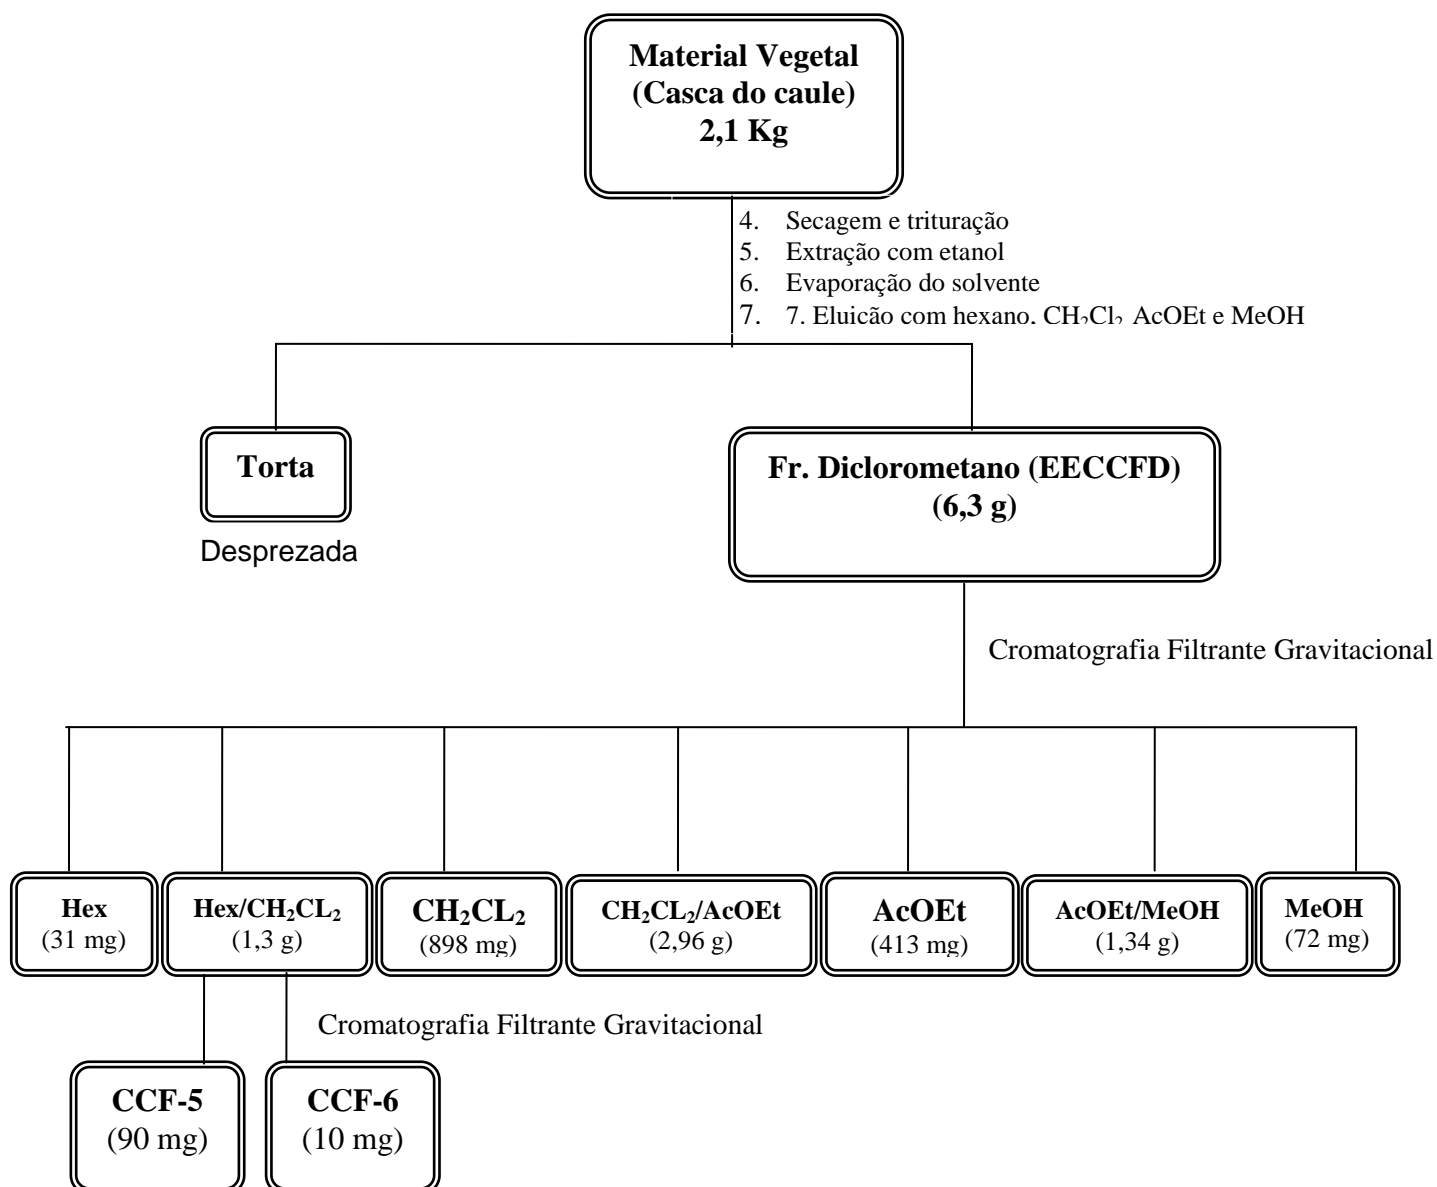 Material Vegetal
(Casca do caule)
2,1 Kg
4. Secagem e trituração
5. Extração com etanol
6. Evaporação do solvente
7. 7. Eluição com hexano, CH₂Cl₂ AcOEt e MeOH
Torta
Desprezada
Fr. Diclorometano (EECCFD)
(6,3 g)
Cromatografia Filtrante Gravitacional
Hex
(31 mg)
Hex/CH₂CL₂
(1,3 g)
CH₂CL₂
(898 mg)
CH₂CL₂/AcOEt
(2,96 g)
AcOEt
(413 mg)
AcOEt/MeOH
(1,34 g)
MeOH
(72 mg)
Cromatografia Filtrante Gravitacional
CCF-5
(90 mg)
CCF-6
(10 mg)